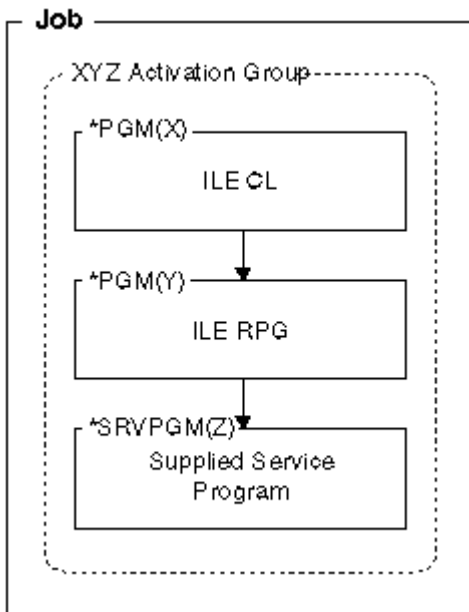 Job
XYZ Activation Group
*PGM(X)
ILE CL
*PGM(Y)
ILE RPG
*SRVPGM(Z)
Supplied Service
Program